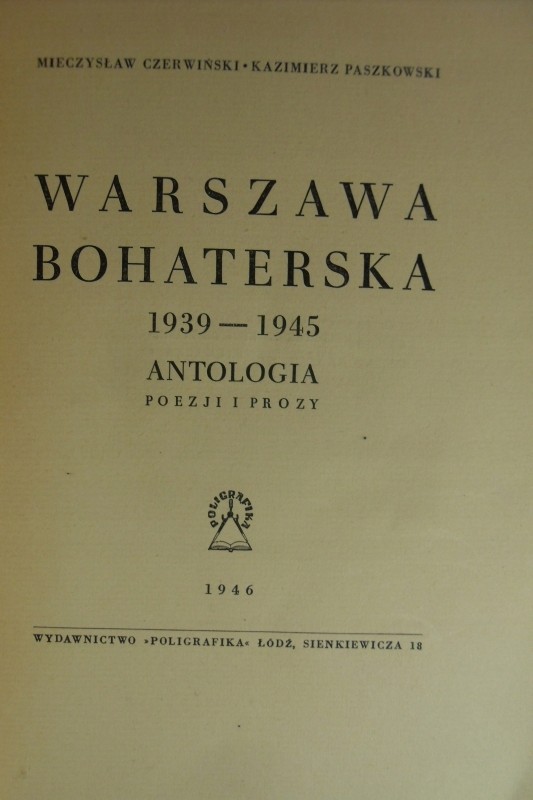 MIECZYSŁAW CZERWIŃSKI • KAZIMIERZ PASZKOWSKI
WARSZAWA
BOHATERSKA
1939 — 1945
ANTOLOGIA
POEZJI I PROZY
POLIGRAFIKA
1946
WYDAWNICTWO »POLIGRAFIKA« ŁÓDŹ, SIENKIEWICZA 18